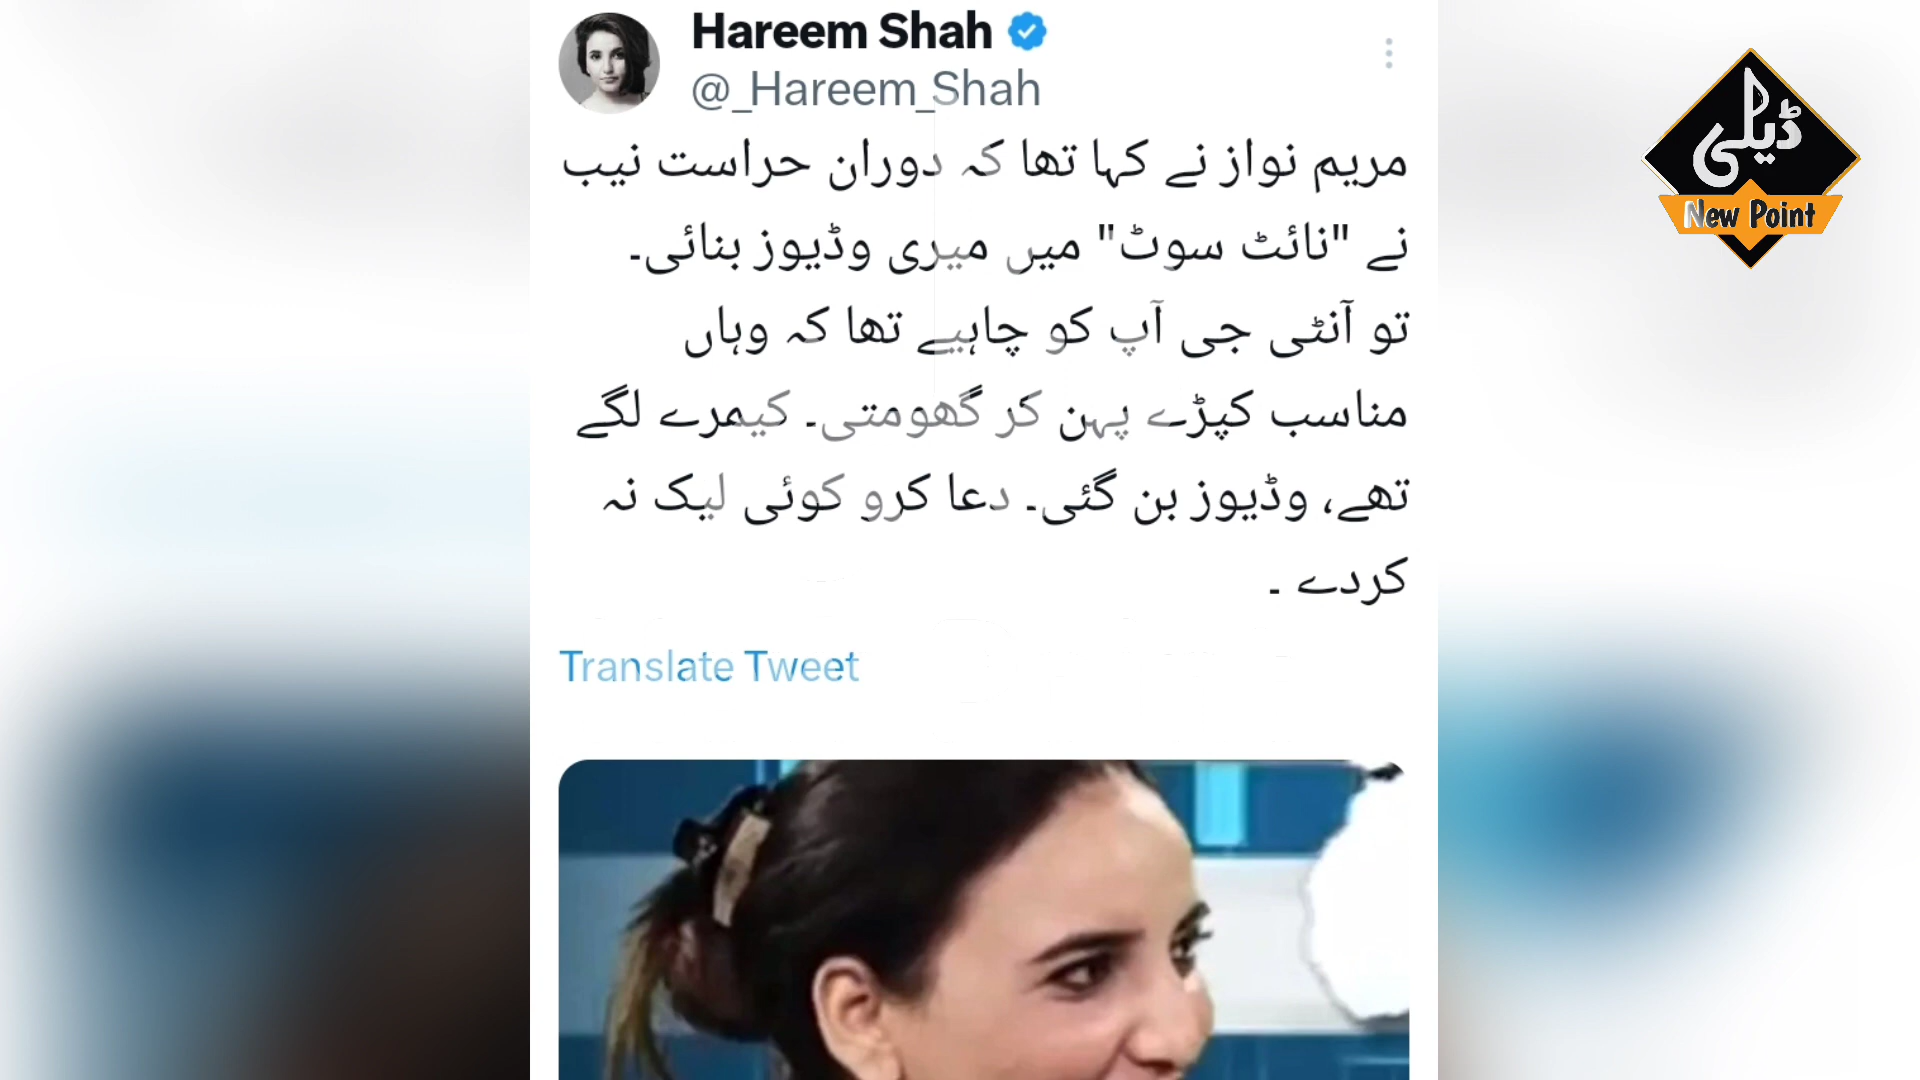 Hareem Shah
@_Hareem_Shah
مریم نواز نے کہا تھا کہ دوران حراست نیب
نے "نائٹ سوٹ" میں میری وڈیوز بنائی۔
تو آنٹی جی آپ کو چاہیے تھا کہ وہاں
مناسب کپڑے پہن کر گھومتی۔ کیمرے لگے
تھے، وڈیوز بن گئی۔ دعا کرو کوئی لیک نہ
کردے ۔
Translate Tweet
ڈیلی
New Point